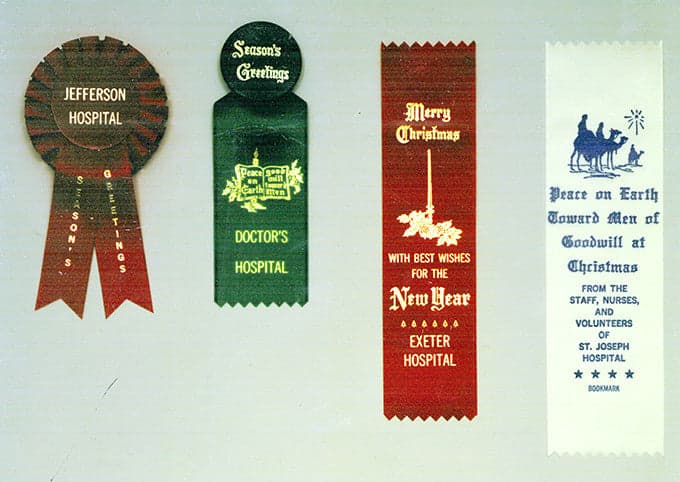 JEFFERSON
HOSPITAL
SEASON'S
GREETINGS
Season's
Greetings
Peace
on
Earth
good
will
toward
Men
DOCTOR'S
HOSPITAL
Merry
Christmas
WITH BEST WISHES
FOR THE
New Year
EXETER
HOSPITAL
Peace on Earth
Toward Men of
Goodwill at
Christmas
FROM THE
STAFF, NURSES,
AND
VOLUNTEERS
OF
ST. JOSEPH
HOSPITAL
BOOKMARK